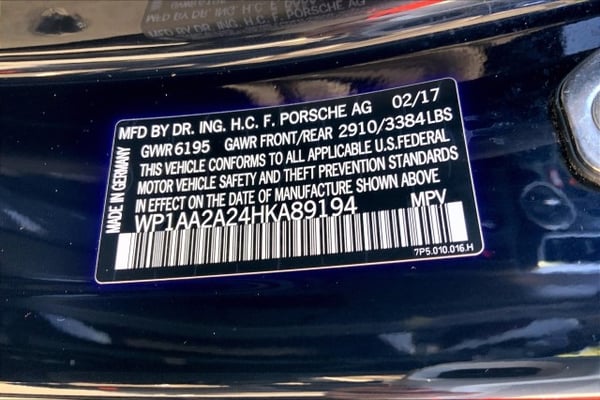 MFD BY DR. ING. H.C. F. PORSCHE AG 02/17
GVWR 6195 GAWR FRONT/REAR 2910/3384LBS
THIS VEHICLE CONFORMS TO ALL APPLICABLE U.S.FEDERAL
MOTOR VEHICLE SAFETY AND THEFT PREVENTION STANDARDS
IN EFFECT ON THE DATE OF MANUFACTURE SHOWN ABOVE
WP1AA2A24HKA89194 MPV
7P5.010.016.H
MADE IN GERMANY